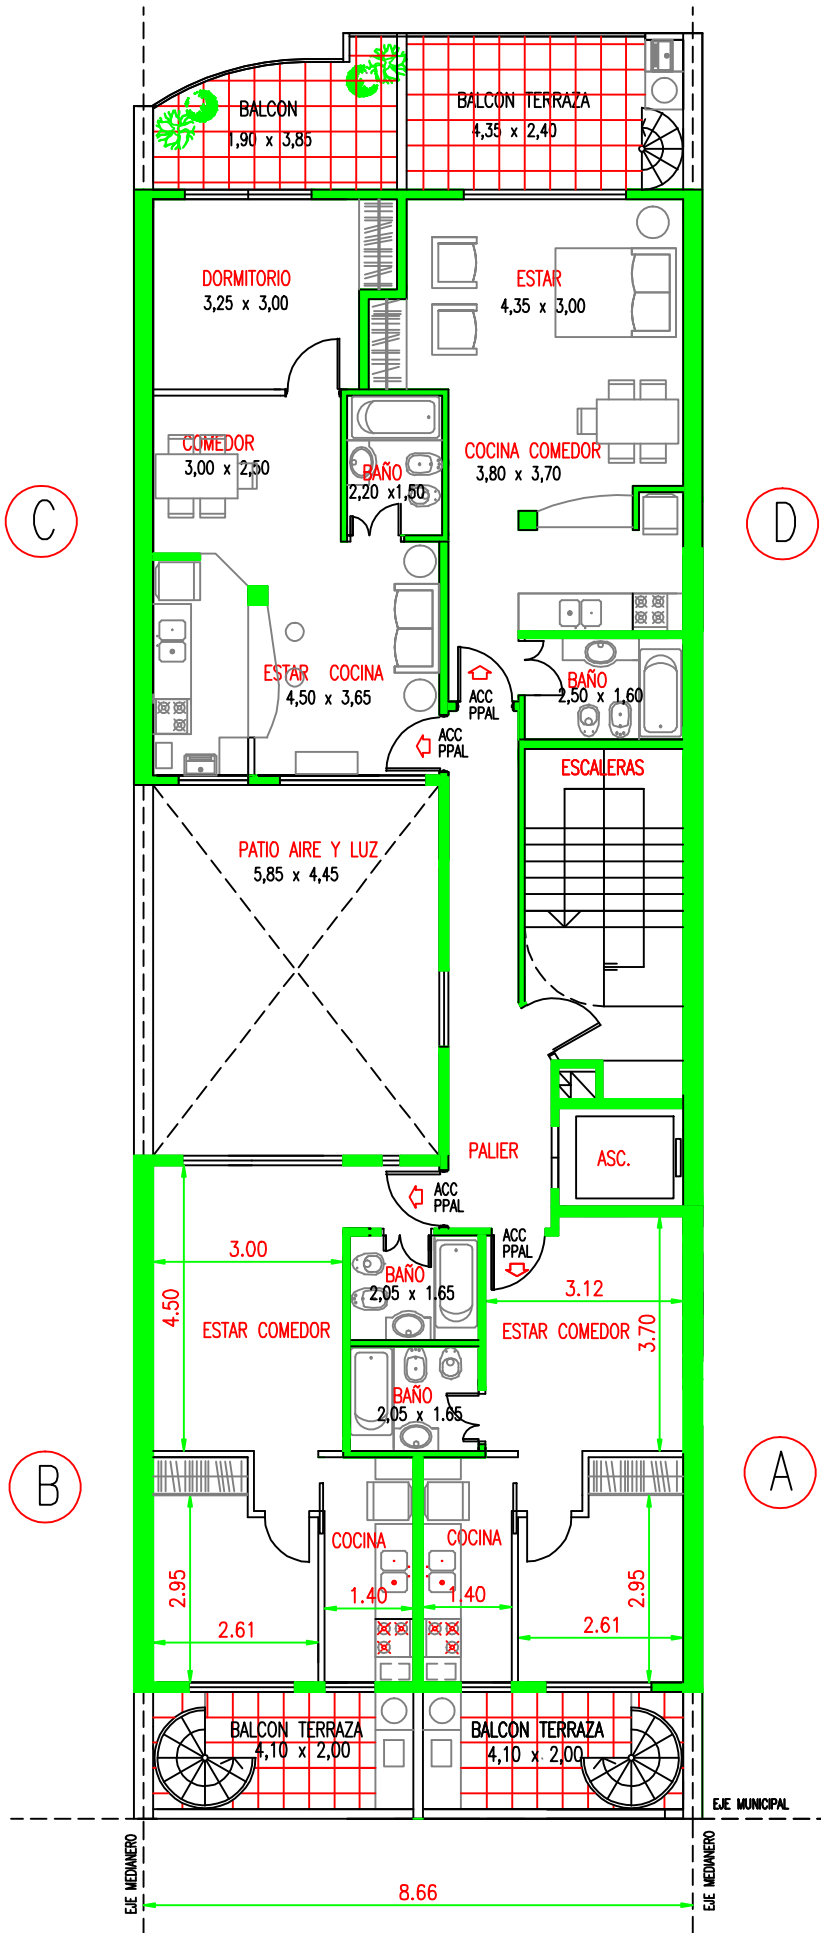 BALCON
1,90 x 3,85
BALCON TERRAZA
4,35 x 2,40
DORMITORIO
3,25 x 3,00
ESTAR
4,35 x 3,00
COMEDOR
3,00 x 2,50
BAÑO
2,20 x1,50
COCINA COMEDOR
3,80 x 3,70
C
D
ESTAR COCINA
4,50 x 3,65
ACC
PPAL
BAÑO
2,50 x 1,60
ACC
PPAL
ESCALERAS
PATIO AIRE Y LUZ
5,85 x 4,45
PALIER
ASC.
ACC
PPAL
ACC
PPAL
3.00
4.50
BAÑO
2,05 x 1.65
3.12
3.70
ESTAR COMEDOR
ESTAR COMEDOR
BAÑO
2,05 x 1.65
B
A
COCINA
COCINA
2.95
1.40
1.40
2.95
2.61
2.61
BALCON TERRAZA
4,10 x 2,00
BALCON TERRAZA
4,10 x 2,00
EJE MUNICIPAL
EJE MEDIANERO
EJE MEDIANERO
8.66